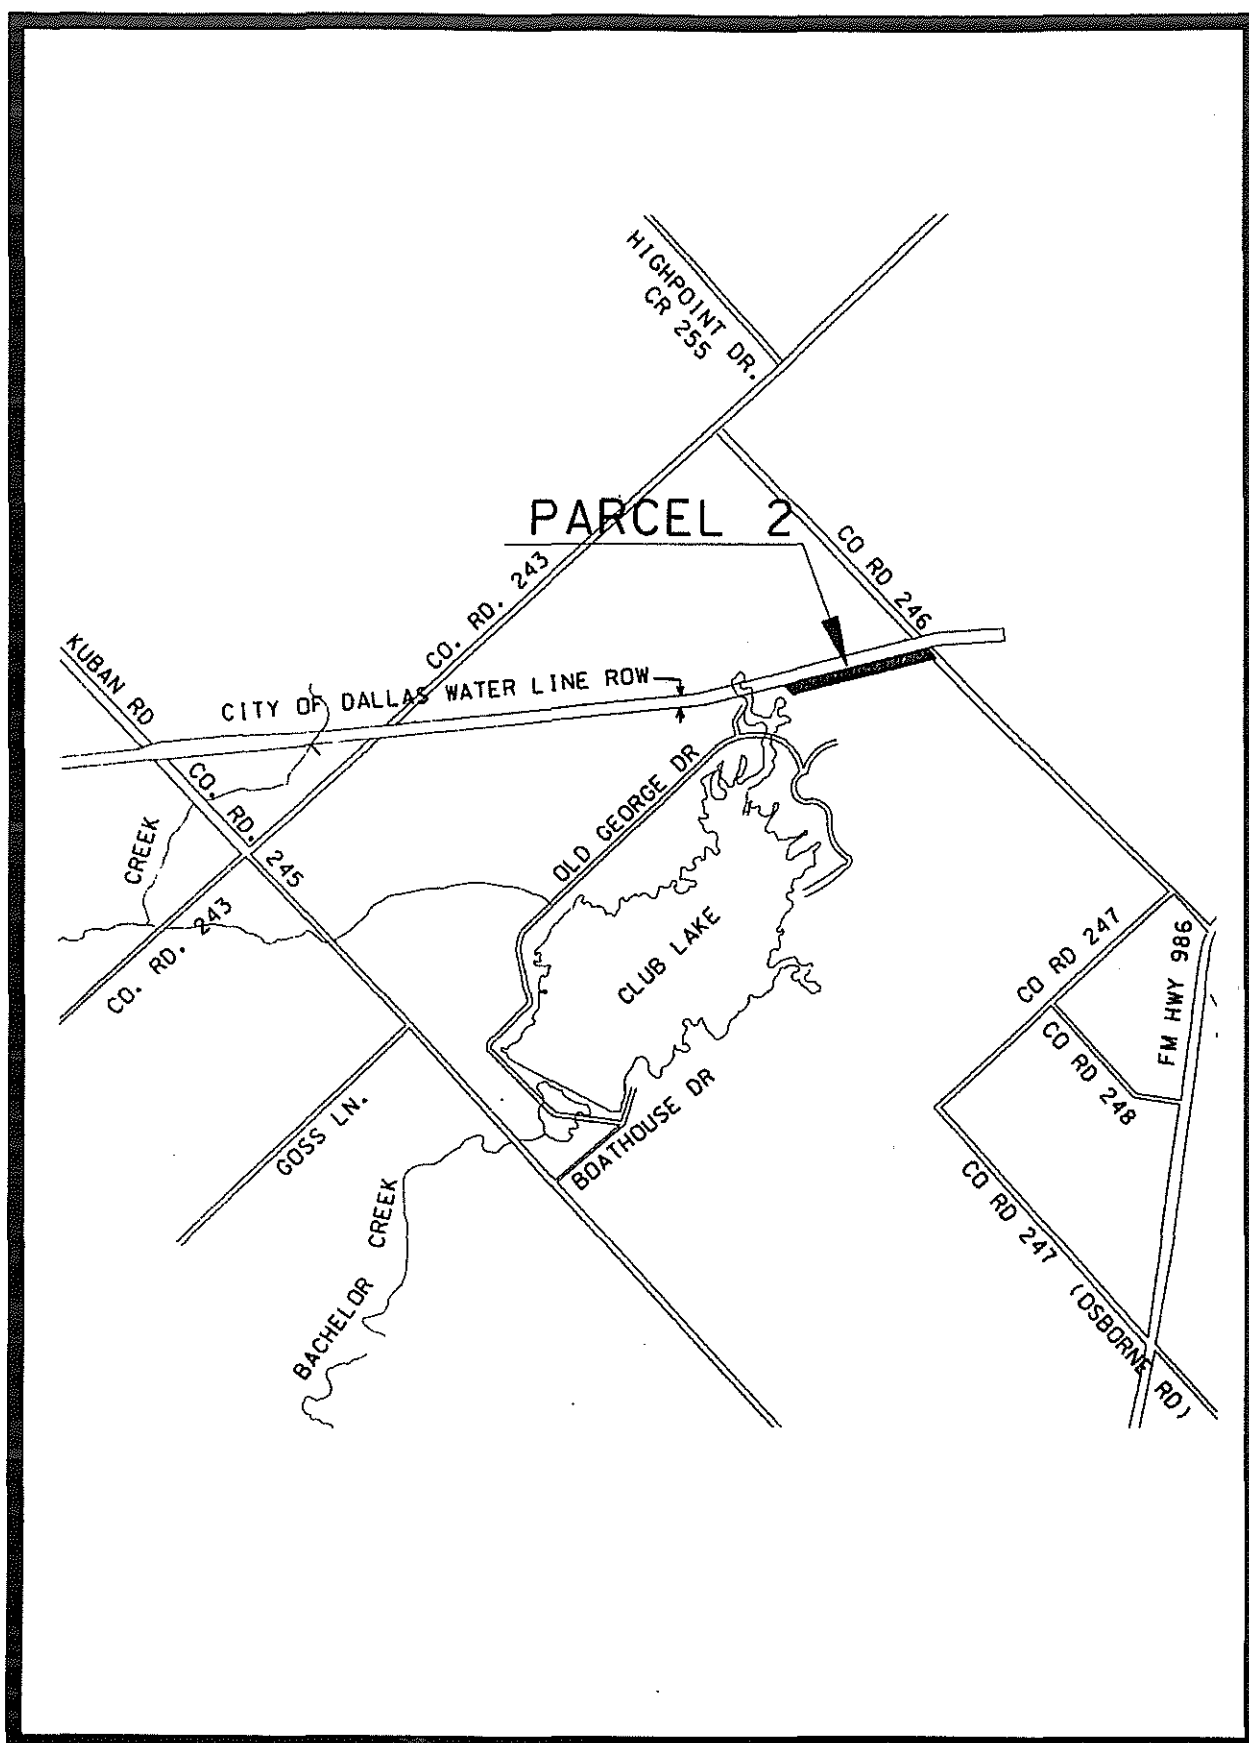 HIGHPOINT DR.
CR 255
PARCEL 2
CO RD 246
CO. RD. 243
KUBAN RD
CITY OF DALLAS WATER LINE ROW
CO. RD. 245
CREEK
OLD GEORGE DR
CO. RD. 243
CLUB LAKE
CO RD 247
FM HWY 986
CO RD 248
GOSS LN.
BOATHOUSE DR
BACHELOR CREEK
CO RD 247 (OSBORNE RD)